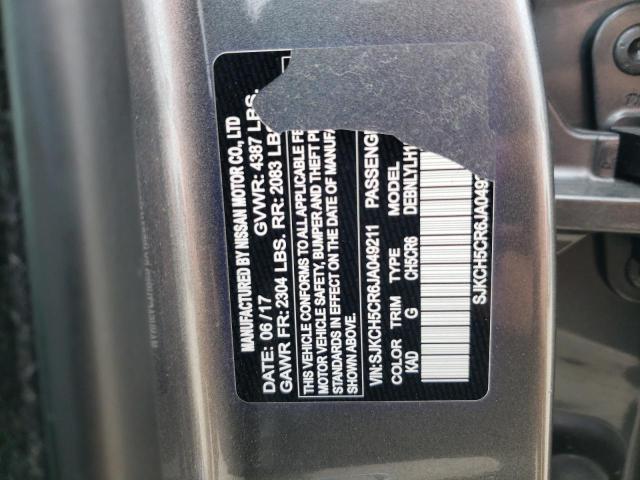 MANUFACTURED BY NISSAN MOTOR CO., LTD
DATE: 06/17 GVWR: 4387 LBS.
GAWR FR: 2304 LBS. RR: 2083 LBS
THIS VEHICLE CONFORMS TO ALL APPLICABLE FE
MOTOR VEHICLE SAFETY, BUMPER AND THEFT P
STANDARDS IN EFFECT ON THE DATE OF MANUFA
SHOWN ABOVE.
VIN:SJKCH5CR6JA049211 PASSENG
COLOR TRIM TYPE MODEL
KAD G CH5CR6 DEBNLYLH1
SJKCH5CR6JA049